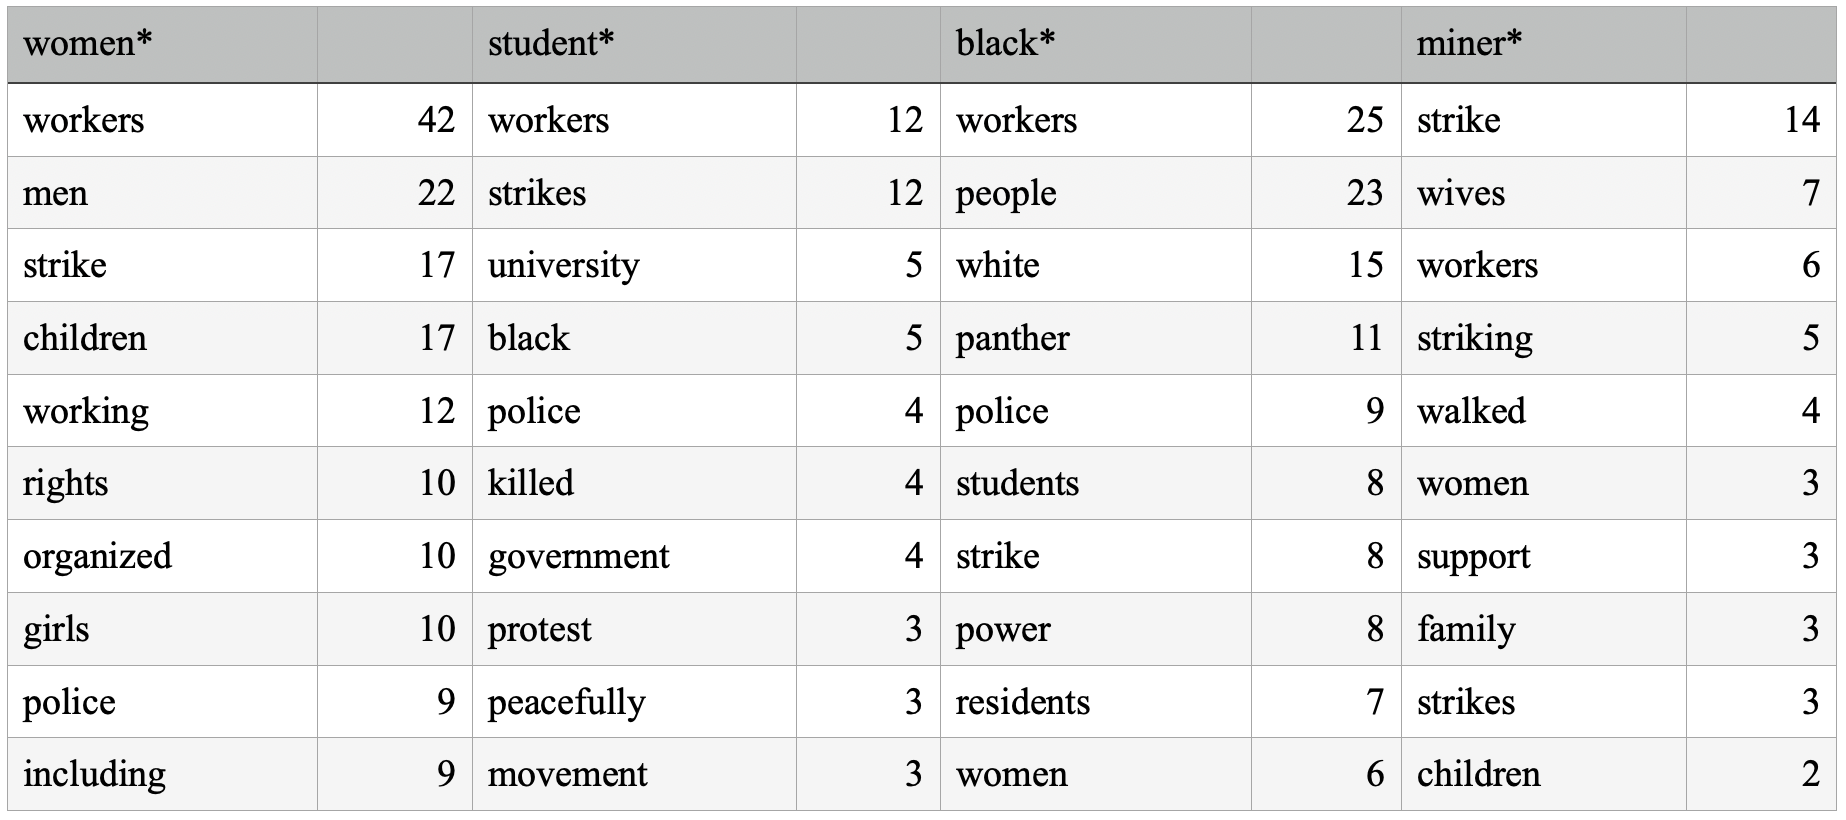 women* student* black* miner*
workers 42 workers 12 workers 25 strike 14
men 22 strikes 12 people 23 wives 7
strike 17 university 5 white 15 workers 6
children 17 black 5 panther 11 striking 5
working 12 police 4 police 9 walked 4
rights 10 killed 4 students 8 women 3
organized 10 government 4 strike 8 support 3
girls 10 protest 3 power 8 family 3
police 9 peacefully 3 residents 7 strikes 3
including 9 movement 3 women 6 children 2